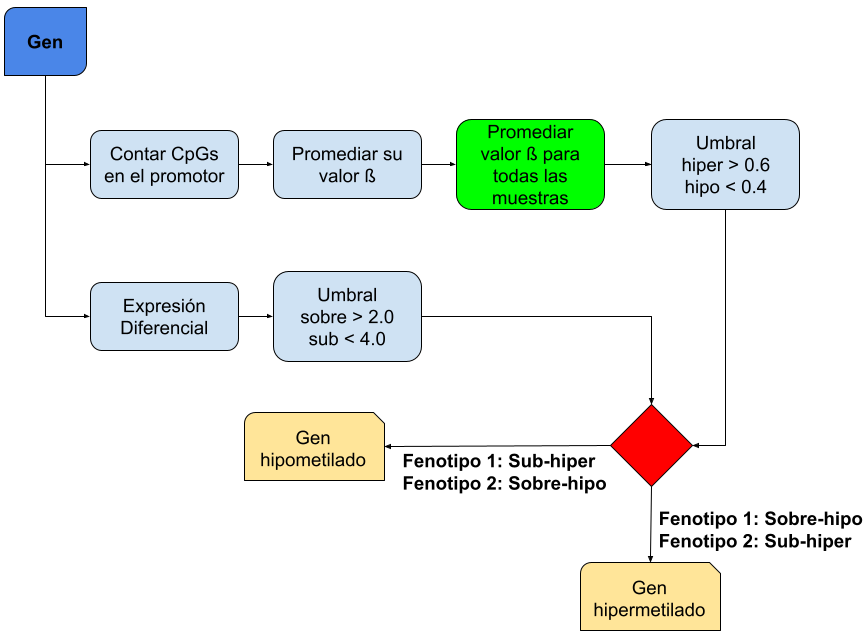 Gen
Contar CpGs
en el promotor
Promediar su
valor ß
Promediar
valor ß para
todas las
muestras
Umbral
hiper > 0.6
hipo < 0.4
Expresión
Diferencial
Umbral
sobre > 2.0
sub < 4.0
Gen
hipometilado
Fenotipo 1: Sub-hiper
Fenotipo 2: Sobre-hipo
Fenotipo 1: Sobre-hipo
Fenotipo 2: Sub-hiper
Gen
hipermetilado